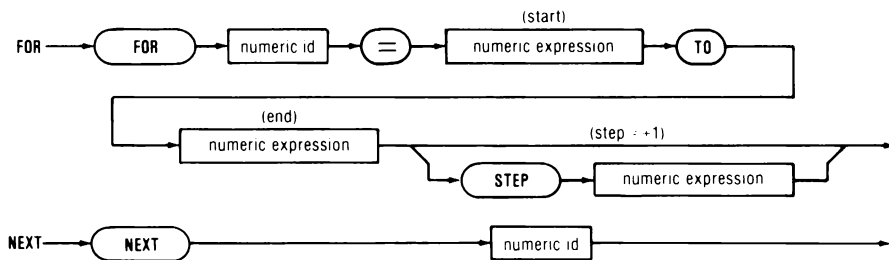 (start)
FOR FOR numeric id = numeric expression TO
(end)
numeric expression (step = +1)
STEP numeric expression
NEXT NEXT numeric id